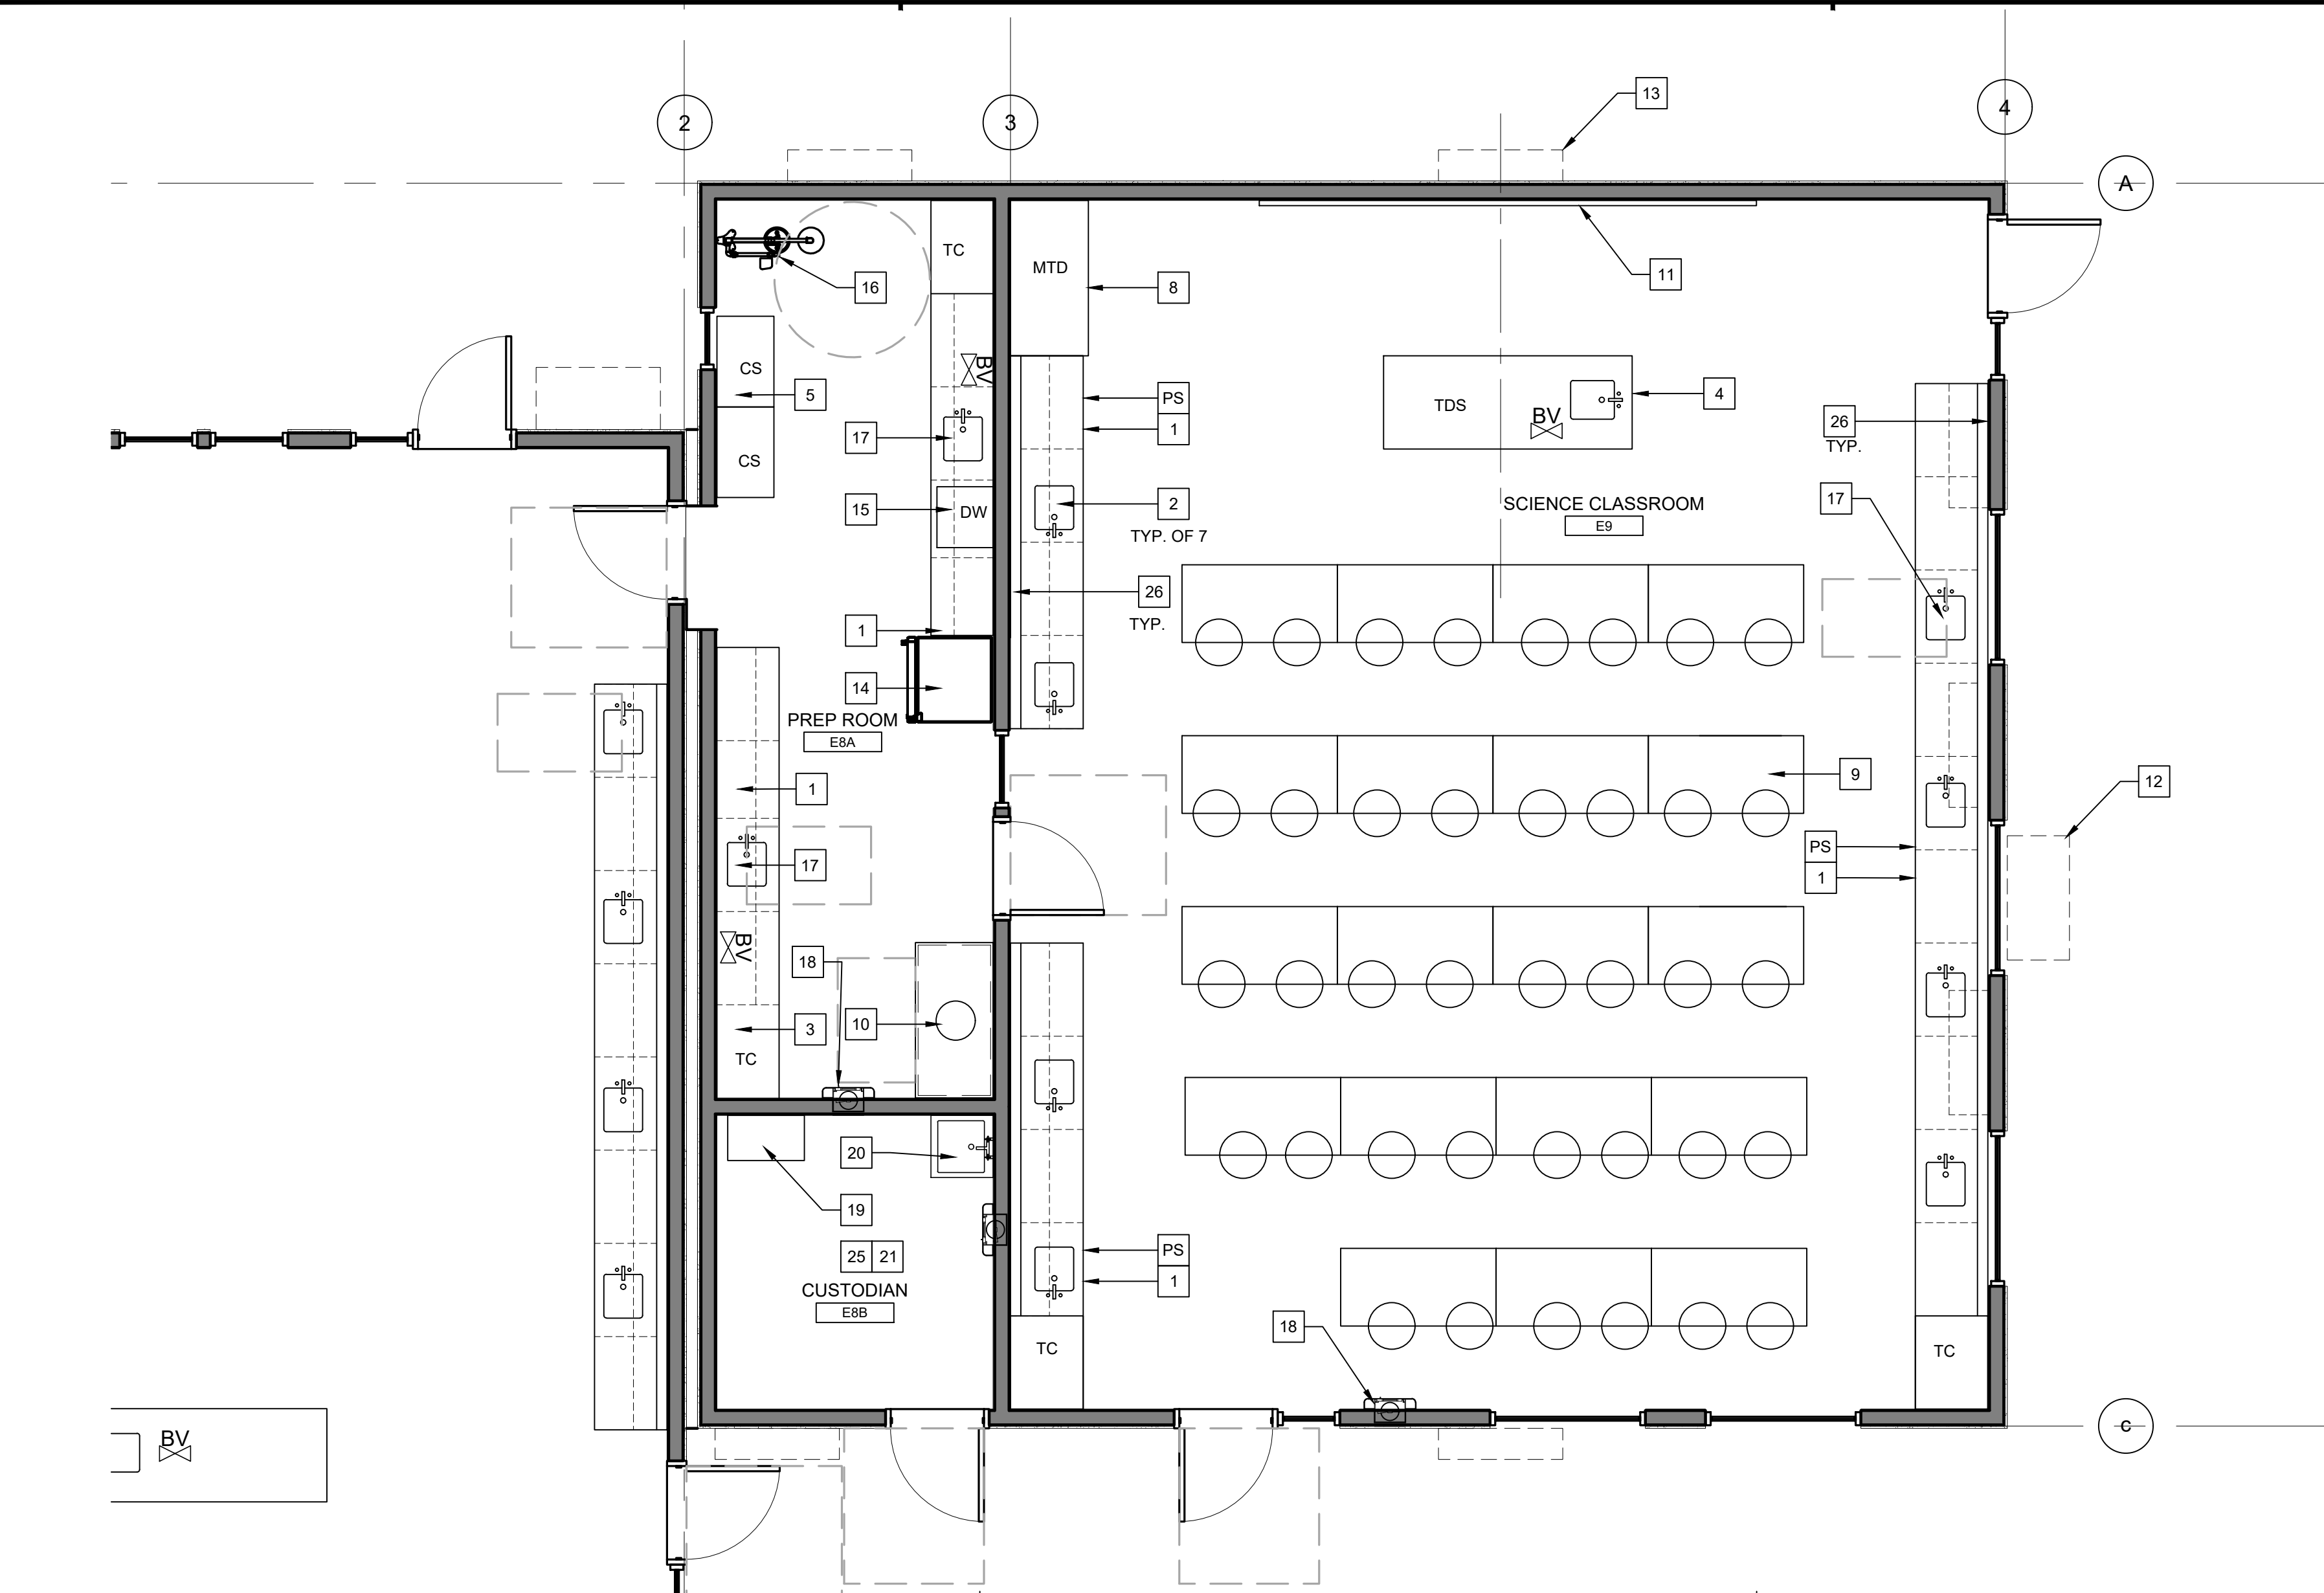 13
2
3
4
A
TC
MTD
11
16
8
CS
5
BV
PS
4
TDS
BV
26
TYP.
1
17
CS
17
2
SCIENCE CLASSROOM
E9
15
DW
TYP. OF 7
26
TYP.
1
14
PREP ROOM
E8A
9
12
1
PS
1
17
BV
18
10
3
TC
20
19
25 21
CUSTODIAN
E8B
PS
1
18
TC
TC
C
BV